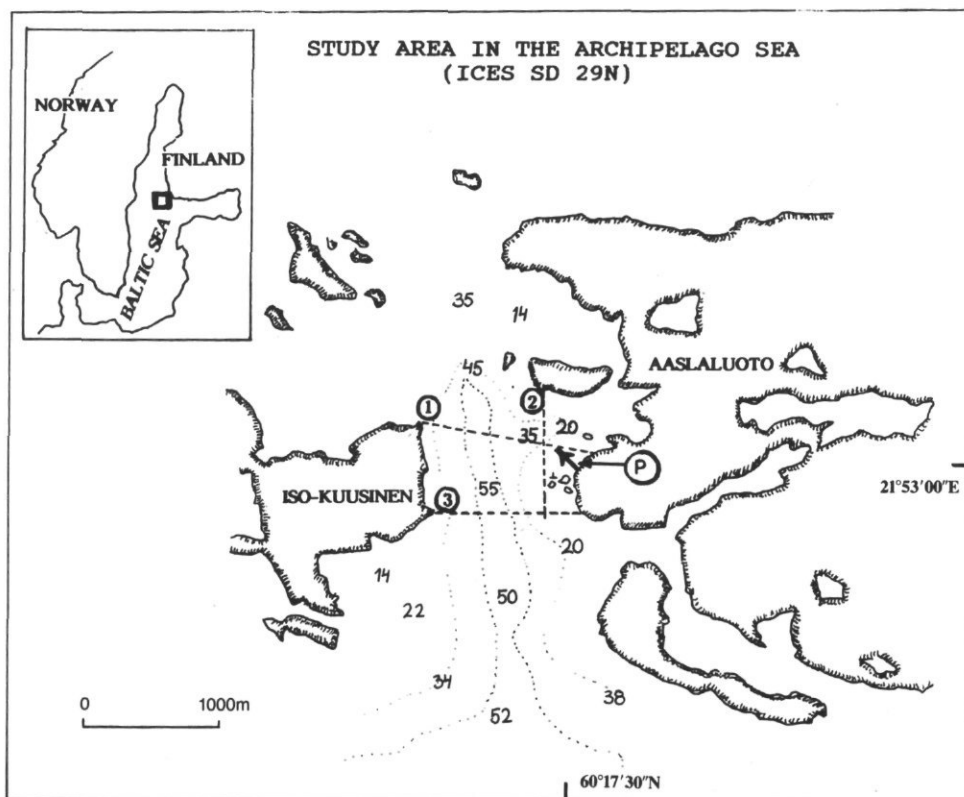 STUDY AREA IN THE ARCHIPELAGO SEA
(ICES SD 29N)
NORWAY
FINLAND
BALTIC SEA
35
14
45
AASLALUOTO
1
2
20
35
P
21°53'00"E
ISO-KUUSINEN
55
3
20
14
22
50
34
38
52
0 1000m
60°17'30"N